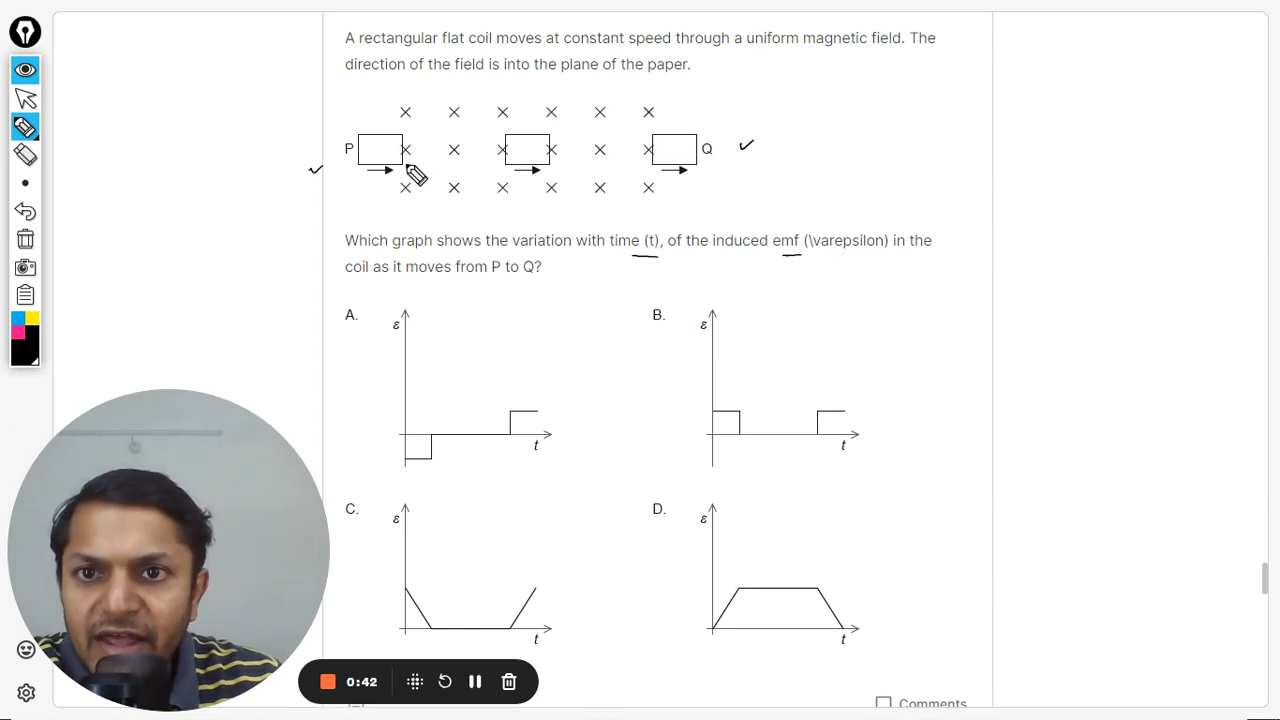 A rectangular flat coil moves at constant speed through a uniform magnetic field. The
direction of the field is into the plane of the paper.
× × × × × ×
P × × × × × × Q
× × × × × ×
Which graph shows the variation with time (t), of the induced emf (\varepsilon) in the
coil as it moves from P to Q?
A. ε t
B. ε t
C. ε t
D. ε t
0:42
Comments